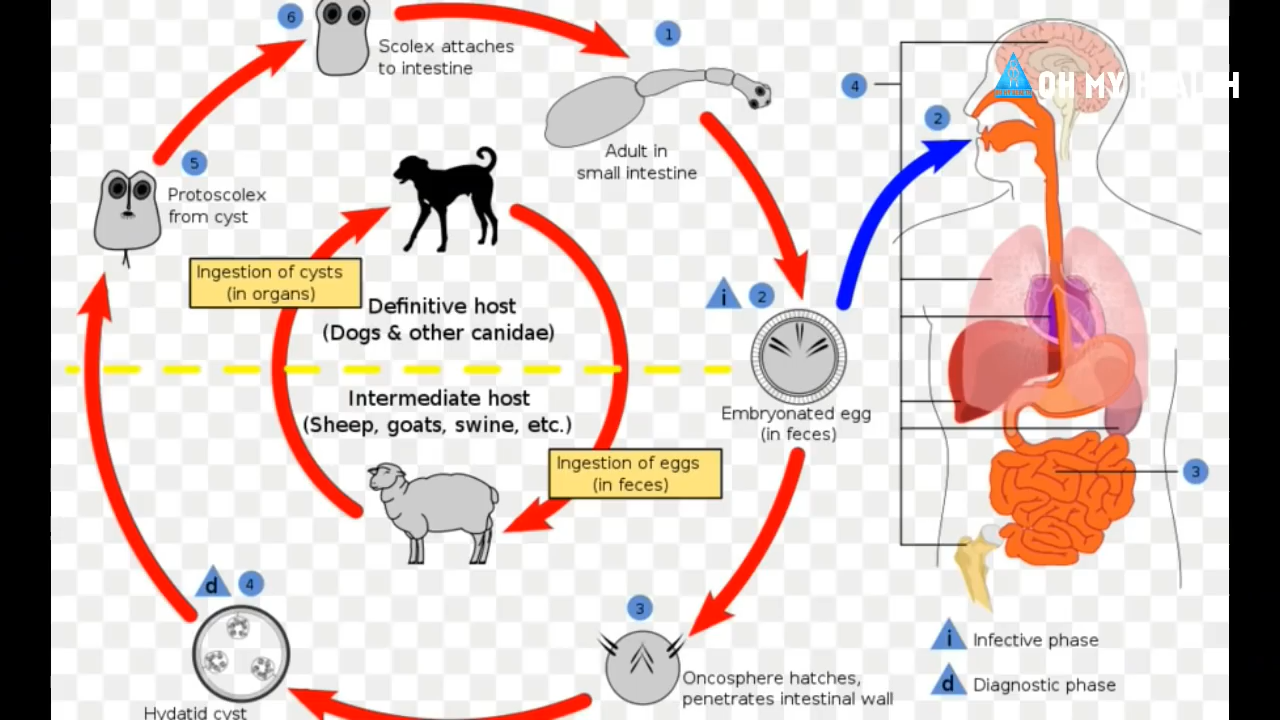 6
Scolex attaches
to intestine
1
Adult in
small intestine
4
2
OH MY HEALTH
5
Protoscolex
from cyst
Ingestion of cysts
(in organs)
Definitive host
(Dogs & other canidae)
i 2
Embryonated egg
(in feces)
Intermediate host
(Sheep, goats, swine, etc.)
Ingestion of eggs
(in feces)
3
d 4
Hydatid cyst
3
Oncosphere hatches,
penetrates intestinal wall
i Infective phase
d Diagnostic phase